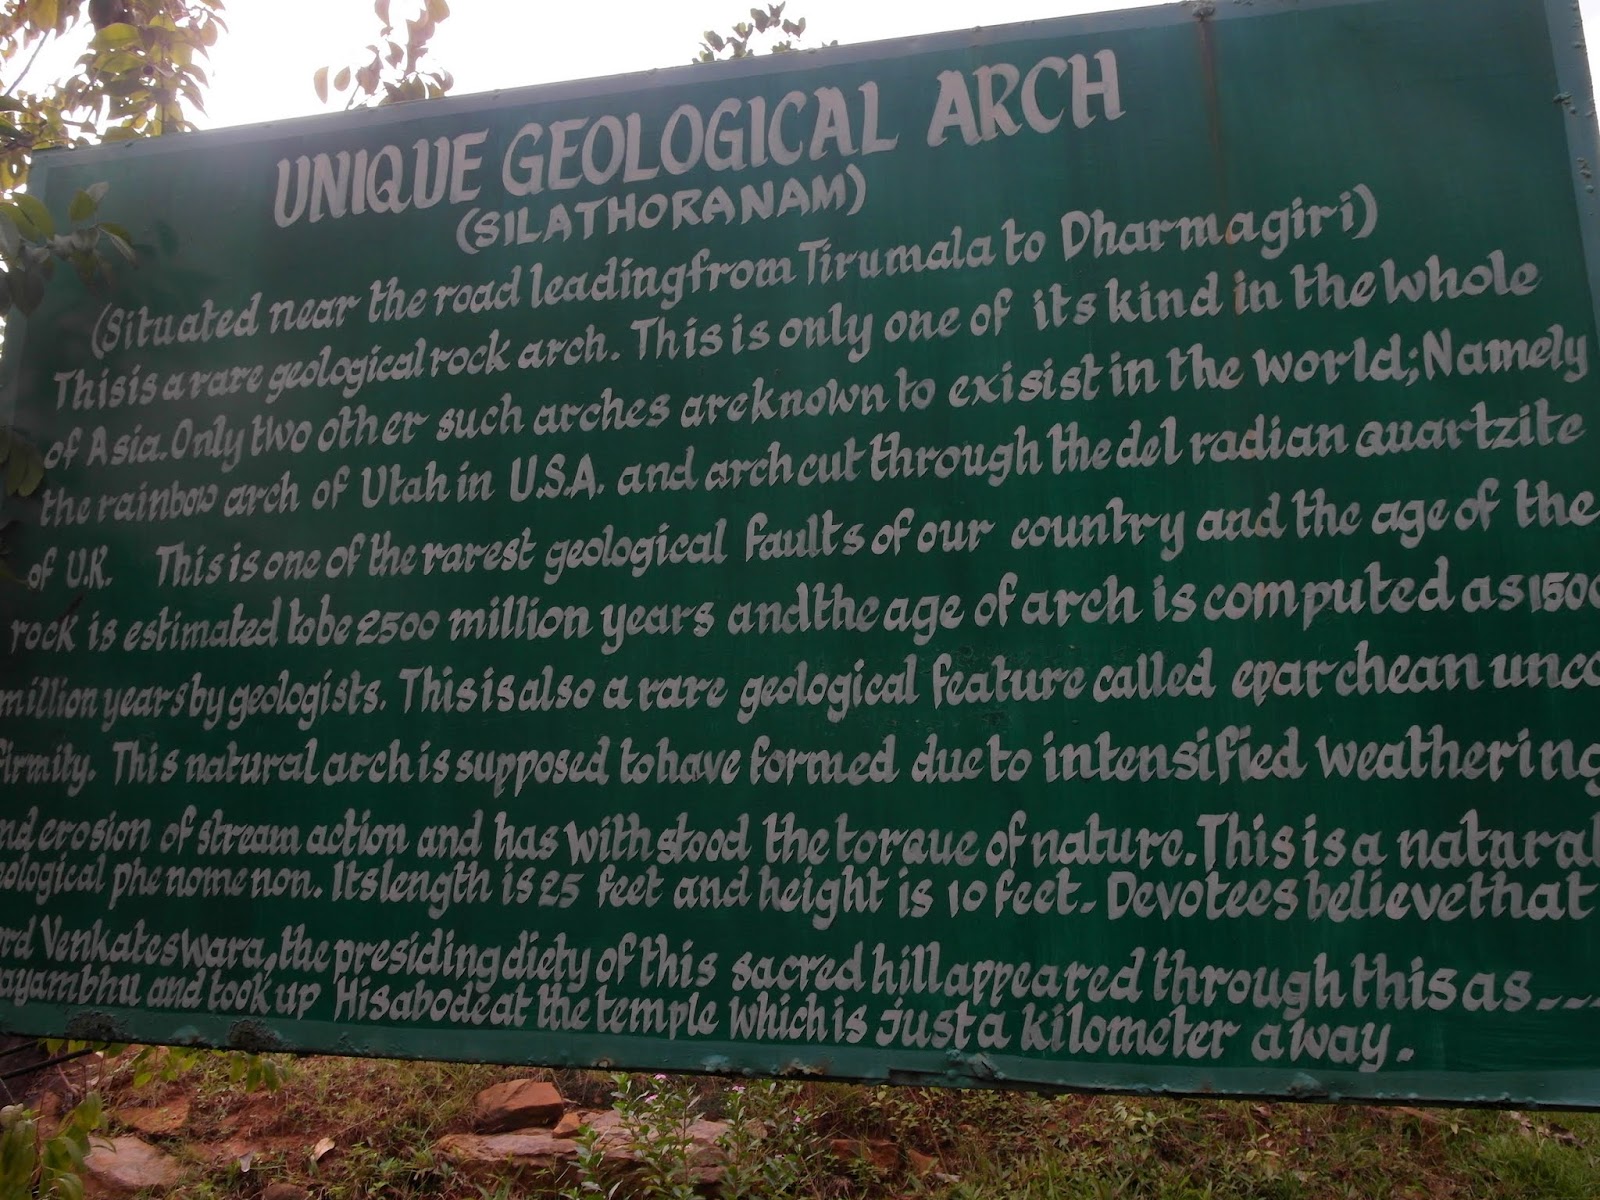 UNIQUE GEOLOGICAL ARCH
(SILATHORANAM)
(Situated near the road leading from Tirumala to Dharmagiri)
This is a rare geological rock arch. This is only one of its kind in the whole
of Asia. Only two other such arches are known to exisist in the world; Namely
the rainbow arch of Utah in U.S.A. and arch cut through the del radian quartzite
of U.K. This is one of the rarest geological faults of our country and the age of the
rock is estimated to be 2500 million years and the age of arch is computed as 1500
million years by geologists. This is also a rare geological feature called eparchean unco
firmity. This natural arch is supposed to have formed due to intensified weathering
nd erosion of stream action and has with stood the torque of nature. This is a natural
eological phenomenon. Its length is 25 feet and height is 10 feet. Devotees believe that
ord Venkateswara, the presiding diety of this sacred hill appeared through this as ---
ayambhu and took up His abode at the temple which is just a kilometer away.